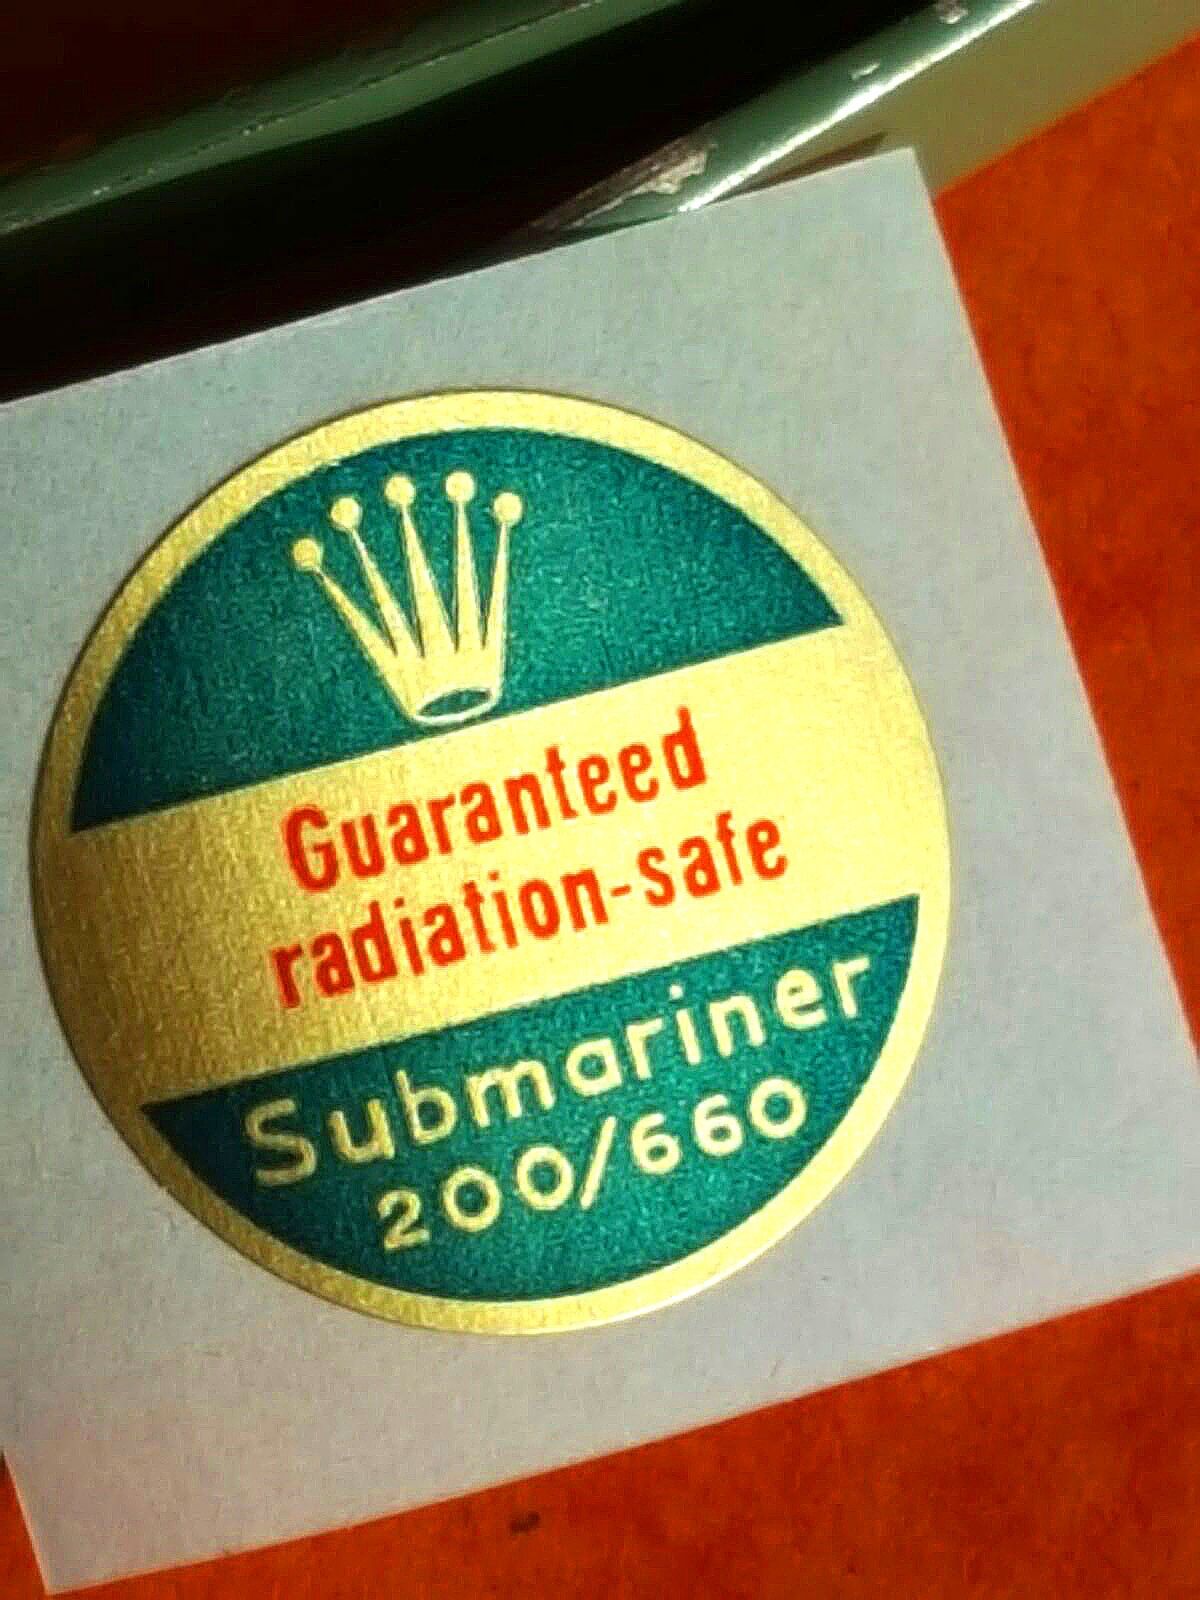 Guaranteed
radiation-safe
Submariner
200/660